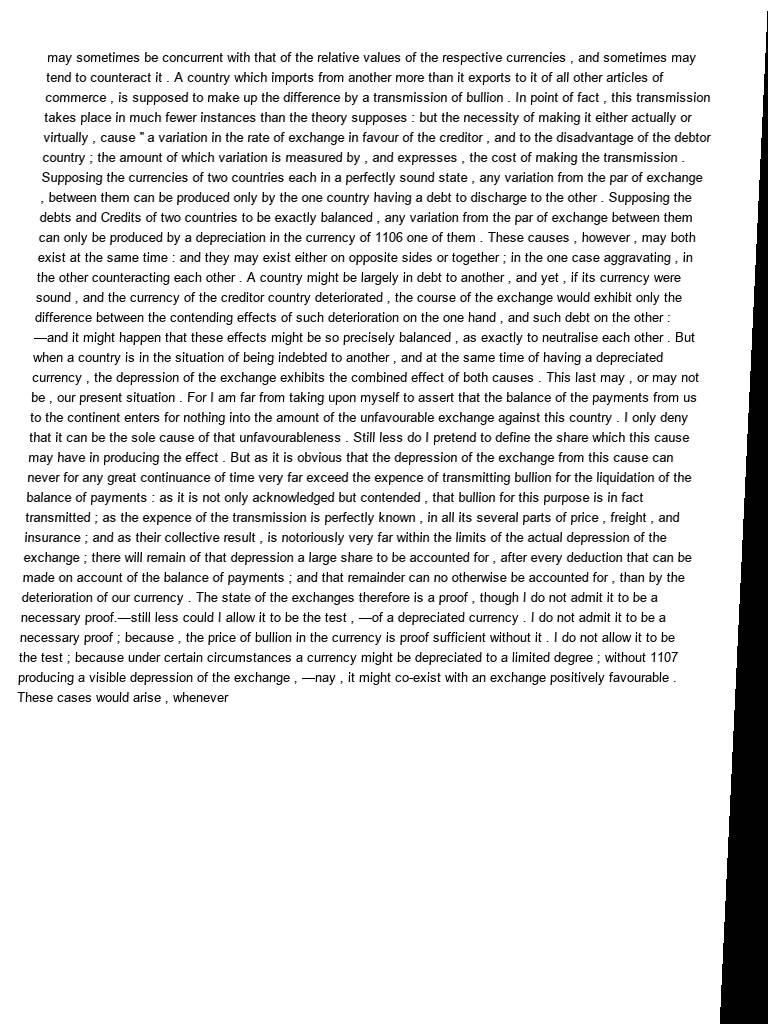 may sometimes be concurrent with that of the relative values of the respective currencies , and sometimes may
tend to counteract it . A country which imports from another more than it exports to it of all other articles of
commerce , is supposed to make up the difference by a transmission of bullion . In point of fact , this transmission
takes place in much fewer instances than the theory supposes : but the necessity of making it either actually or
virtually , cause " a variation in the rate of exchange in favour of the creditor , and to the disadvantage of the debtor
country ; the amount of which variation is measured by , and expresses , the cost of making the transmission .
Supposing the currencies of two countries each in a perfectly sound state , any variation from the par of exchange
, between them can be produced only by the one country having a debt to discharge to the other . Supposing the
debts and Credits of two countries to be exactly balanced , any variation from the par of exchange between them
can only be produced by a depreciation in the currency of 1106 one of them . These causes , however , may both
exist at the same time : and they may exist either on opposite sides or together ; in the one case aggravating , in
the other counteracting each other . A country might be largely in debt to another , and yet , if its currency were
sound , and the currency of the creditor country deteriorated , the course of the exchange would exhibit only the
difference between the contending effects of such deterioration on the one hand , and such debt on the other :
—and it might happen that these effects might be so precisely balanced , as exactly to neutralise each other . But
when a country is in the situation of being indebted to another , and at the same time of having a depreciated
currency , the depression of the exchange exhibits the combined effect of both causes . This last may , or may not
be , our present situation . For I am far from taking upon myself to assert that the balance of the payments from us
to the continent enters for nothing into the amount of the unfavourable exchange against this country . I only deny
that it can be the sole cause of that unfavourableness . Still less do I pretend to define the share which this cause
may have in producing the effect . But as it is obvious that the depression of the exchange from this cause can
never for any great continuance of time very far exceed the expence of transmitting bullion for the liquidation of the
balance of payments : as it is not only acknowledged but contended , that bullion for this purpose is in fact
transmitted ; as the expence of the transmission is perfectly known , in all its several parts of price , freight , and
insurance ; and as their collective result , is notoriously very far within the limits of the actual depression of the
exchange ; there will remain of that depression a large share to be accounted for , after every deduction that can be
made on account of the balance of payments ; and that remainder can no otherwise be accounted for , than by the
deterioration of our currency . The state of the exchanges therefore is a proof , though I do not admit it to be a
necessary proof.—still less could I allow it to be the test , —of a depreciated currency . I do not admit it to be a
necessary proof ; because , the price of bullion in the currency is proof sufficient without it . I do not allow it to be
the test ; because under certain circumstances a currency might be depreciated to a limited degree ; without 1107
producing a visible depression of the exchange , —nay , it might co-exist with an exchange positively favourable .
These cases would arise , whenever